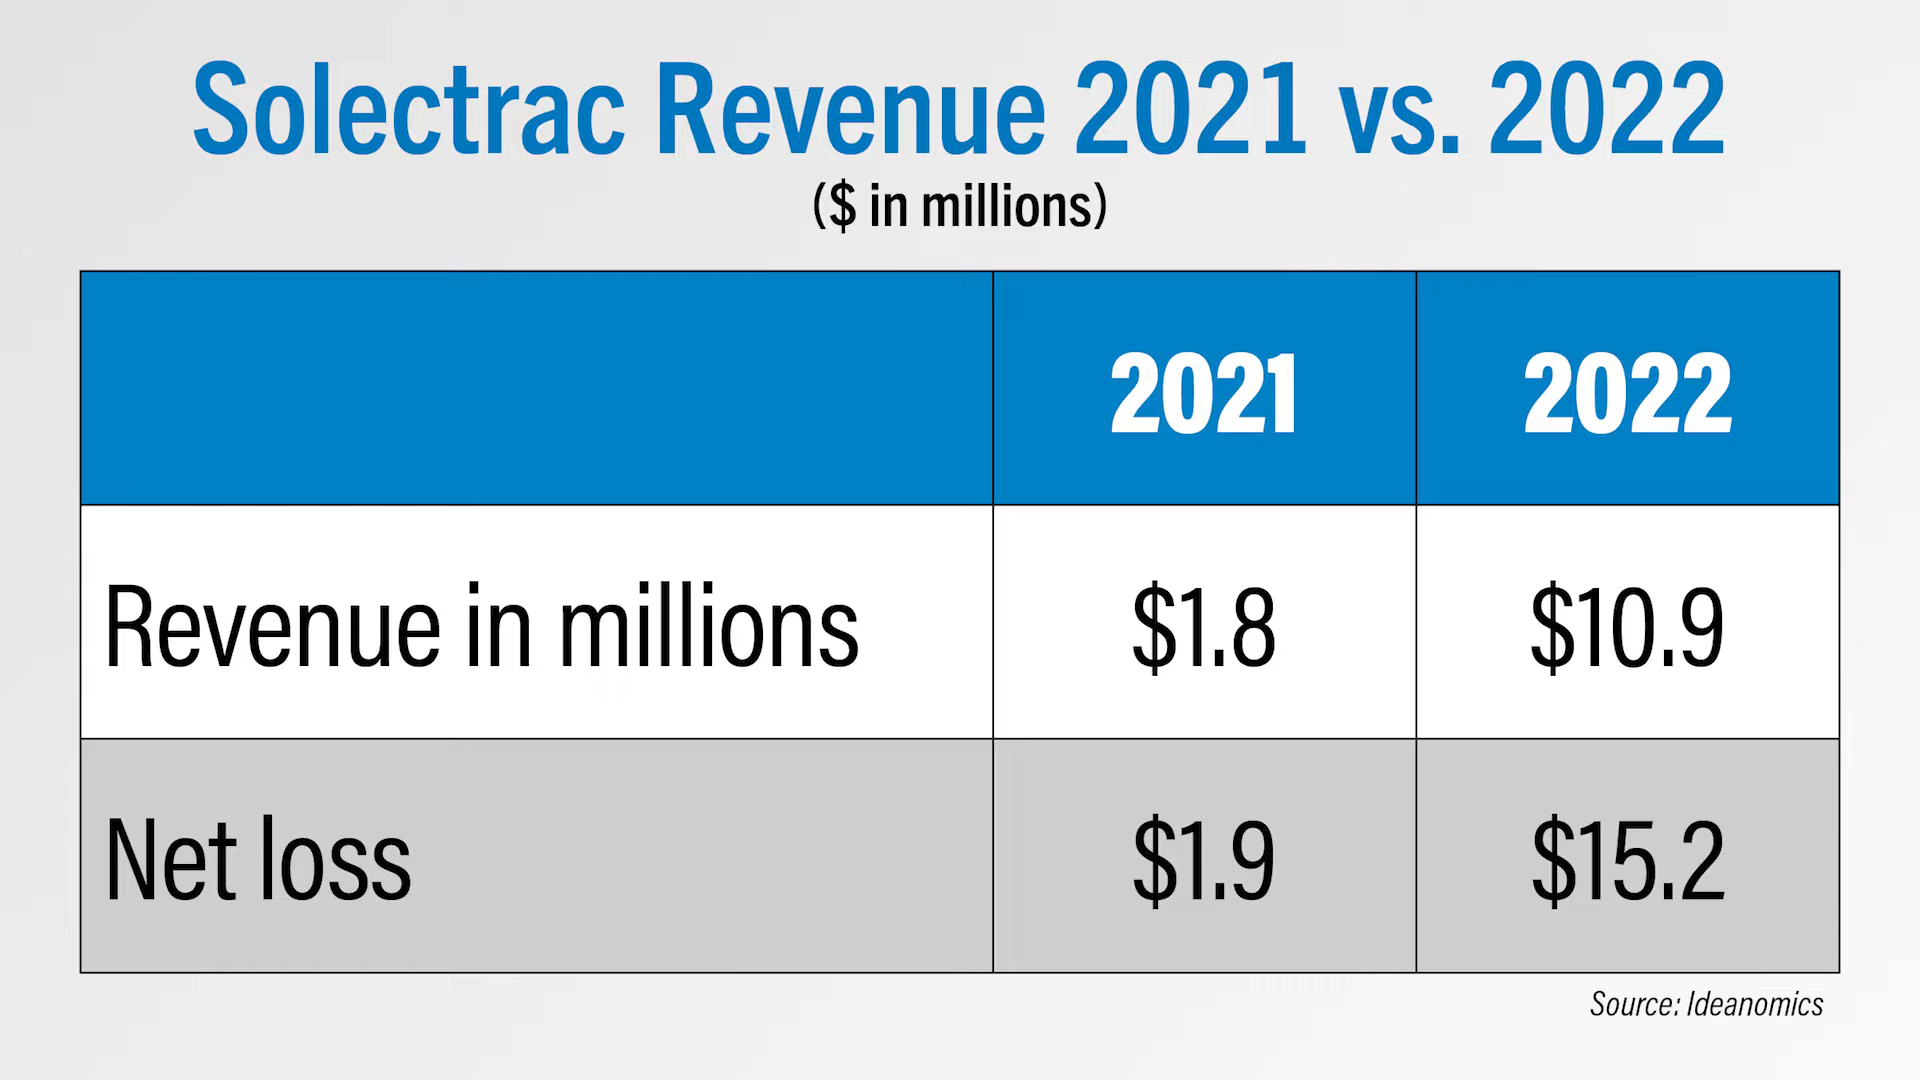 Solectrac Revenue 2021 vs. 2022
($ in millions)
2021 2022
Revenue in millions $1.8 $10.9
Net loss $1.9 $15.2
Source: Ideanomics